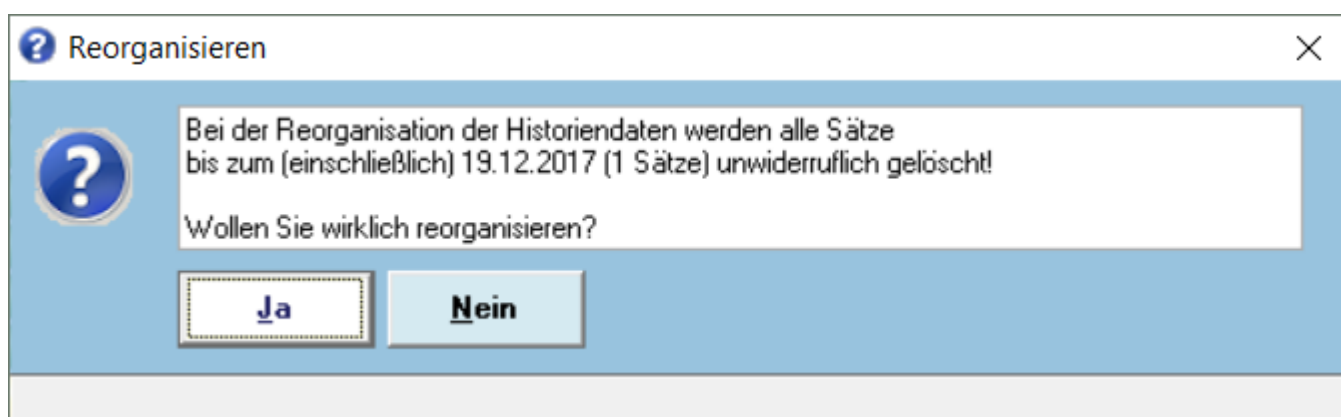 Reorganisieren
Bei der Reorganisation der Historiendaten werden alle Sätze
bis zum (einschließlich) 19.12.2017 (1 Sätze) unwiderruflich gelöscht!
Wollen Sie wirklich reorganisieren?
Ja
Nein